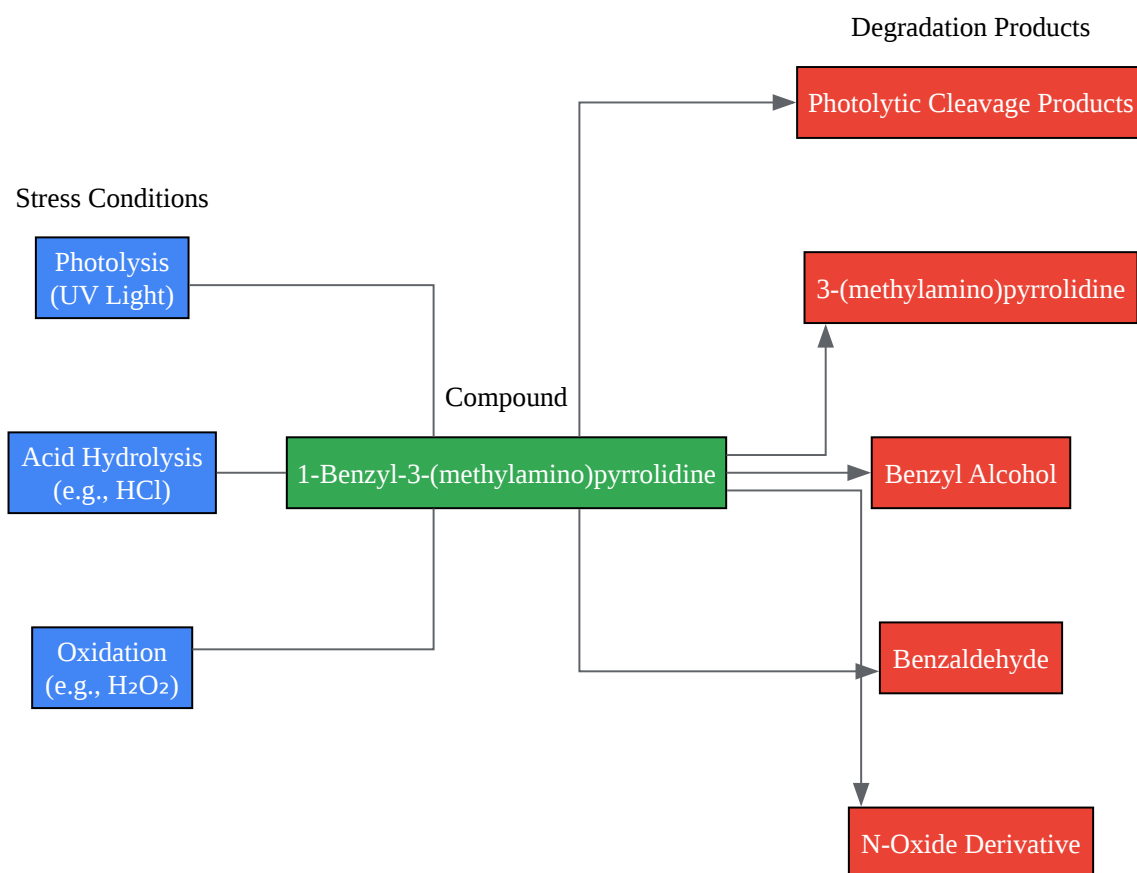 Degradation Products
Photolytic Cleavage Products
Stress Conditions
Photolysis
(UV Light)
3-(methylamino)pyrrolidine
Compound
Acid Hydrolysis
(e.g., HCl)
1-Benzyl-3-(methylamino)pyrrolidine
Benzyl Alcohol
Oxidation
(e.g., H₂O₂)
Benzaldehyde
N-Oxide Derivative